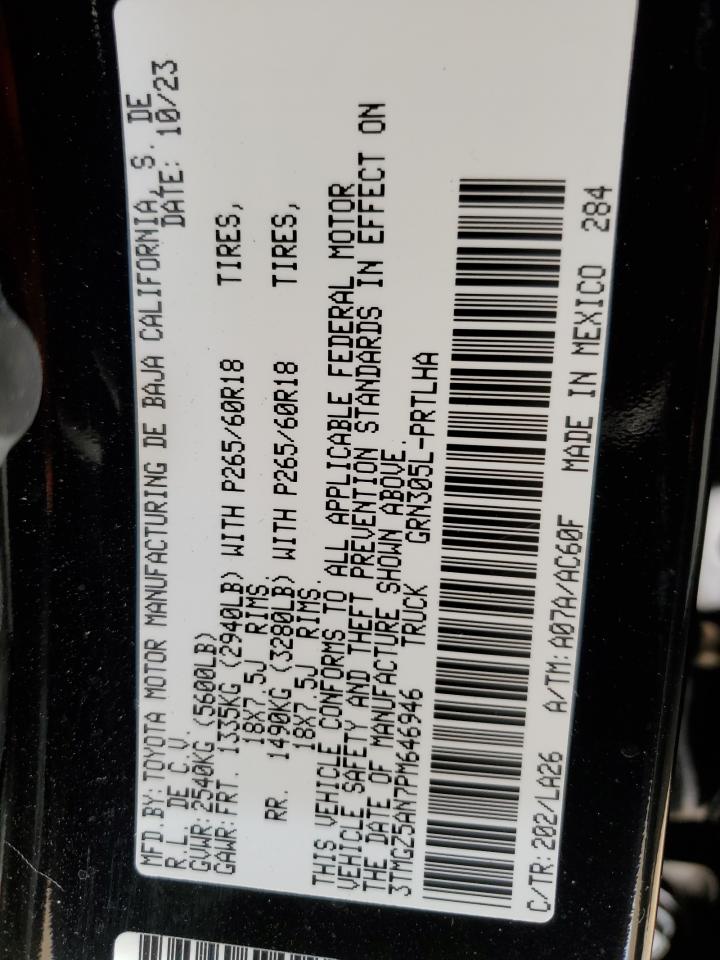 MFD.BY:TOYOTA MOTOR MANUFACTURING DE BAJA CALIFORNIA, S. DE
R.L. DE C.V. DATE: 10/23
GVWR:2540KG (5600LB)
GAWR:FRT. 1335KG (2940LB) WITH P265/60R18 TIRES,
18X7.5J RIMS.
RR. 1490KG (3280LB) WITH P265/60R18 TIRES,
18X7.5J RIMS.
THIS VEHICLE CONFORMS TO ALL APPLICABLE FEDERAL MOTOR
VEHICLE SAFETY AND THEFT PREVENTION STANDARDS IN EFFECT ON
THE DATE OF MANUFACTURE SHOWN ABOVE.
3TMGZ5AN7PM646946 TRUCK GRN305L-PRTLHA
C/TR:202/LA26 A/TM:A07A/AC60F MADE IN MEXICO 284